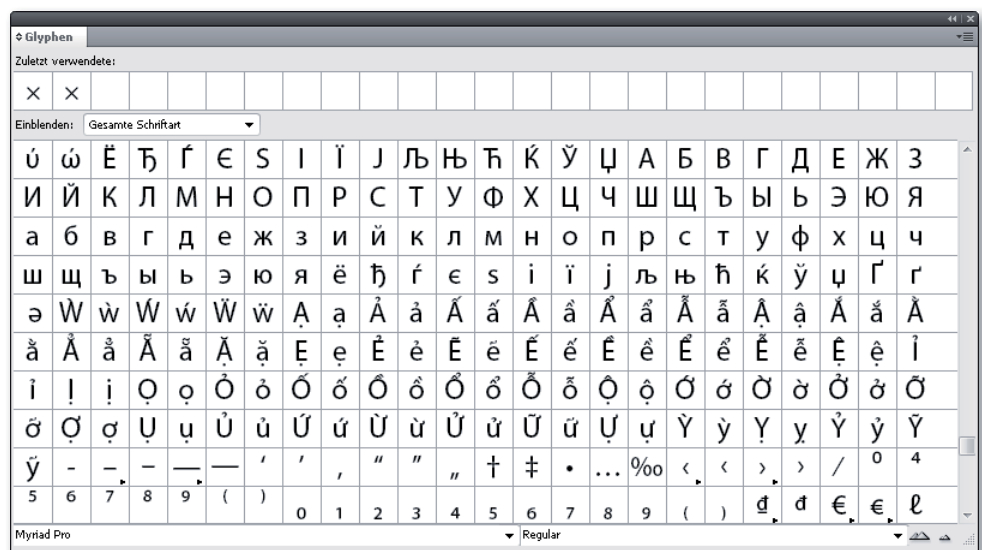 Glyphen
Zuletzt verwendete:
× ×
Einblenden: Gesamte Schriftart
ύ ώ Ё Ђ Ѓ Є Ѕ І Ї Ј Љ Њ Ћ Ќ Ў Џ А Б В Г Д Е Ж З
И Й К Л М Н О П Р С Т У Ф Х Ц Ч Ш Щ Ъ Ы Ь Э Ю Я
а б в г д е ж з и й к л м н о п р с т у ф х ц ч
ш щ ъ ы ь э ю я ё ђ ѓ є ѕ і ї ј љ њ ћ ќ ў џ Ґ ґ
ə Ẁ ẁ Ẃ ẃ Ẅ ẅ Ạ ạ Ả ả Ấ ấ Ầ ầ Ẩ ẩ Ẫ ẫ Ậ ậ Ắ ắ Ằ
ằ Ẳ ẳ Ẵ ẵ Ặ ặ Ẹ ẹ Ẻ ẻ Ẽ ẽ Ế ế Ề ề Ể ể Ễ ễ Ệ ệ Ỉ
ỉ Ị ị Ọ ọ Ỏ ỏ Ố ố Ồ ồ Ổ ổ Ỗ ỗ Ộ ộ Ớ ớ Ờ ờ Ở ở Ỡ
ỡ Ợ ợ Ụ ụ Ủ ủ Ứ ứ Ừ ừ Ử ử Ữ ữ Ự ự Ỳ ỳ Ỵ ỵ Ỷ ỷ Ỹ
ỹ ‐ – ‒ — ― ‘ ’ ‚ “ ” „ † ‡ • … ‰ ‹ ‹ › › ⁄ ⁰ ⁴
⁵ ⁶ ⁷ ⁸ ⁹ ⁽ ⁾ ₀ ₁ ₂ ₃ ₄ ₅ ₆ ₇ ₈ ₉ ₍ ₎ ₫ đ € € ℓ
Myriad Pro Regular